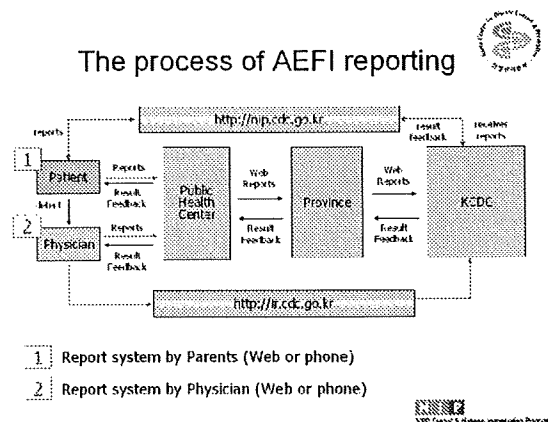 The process of AEFI reporting
http://nip.cdc.go.kr
reports
result
feedback
receives
reports
1
Patient
Reports
Result
Feedback
Public
Health
Center
Web
Reports
Result
Feedback
Province
Web
Reports
Result
Feedback
KCDC
2
Physician
Reports
Result
Feedback
http://ir.cdc.go.kr
1 Report system by Parents (Web or phone)
2 Report system by Physician (Web or phone)
N I P